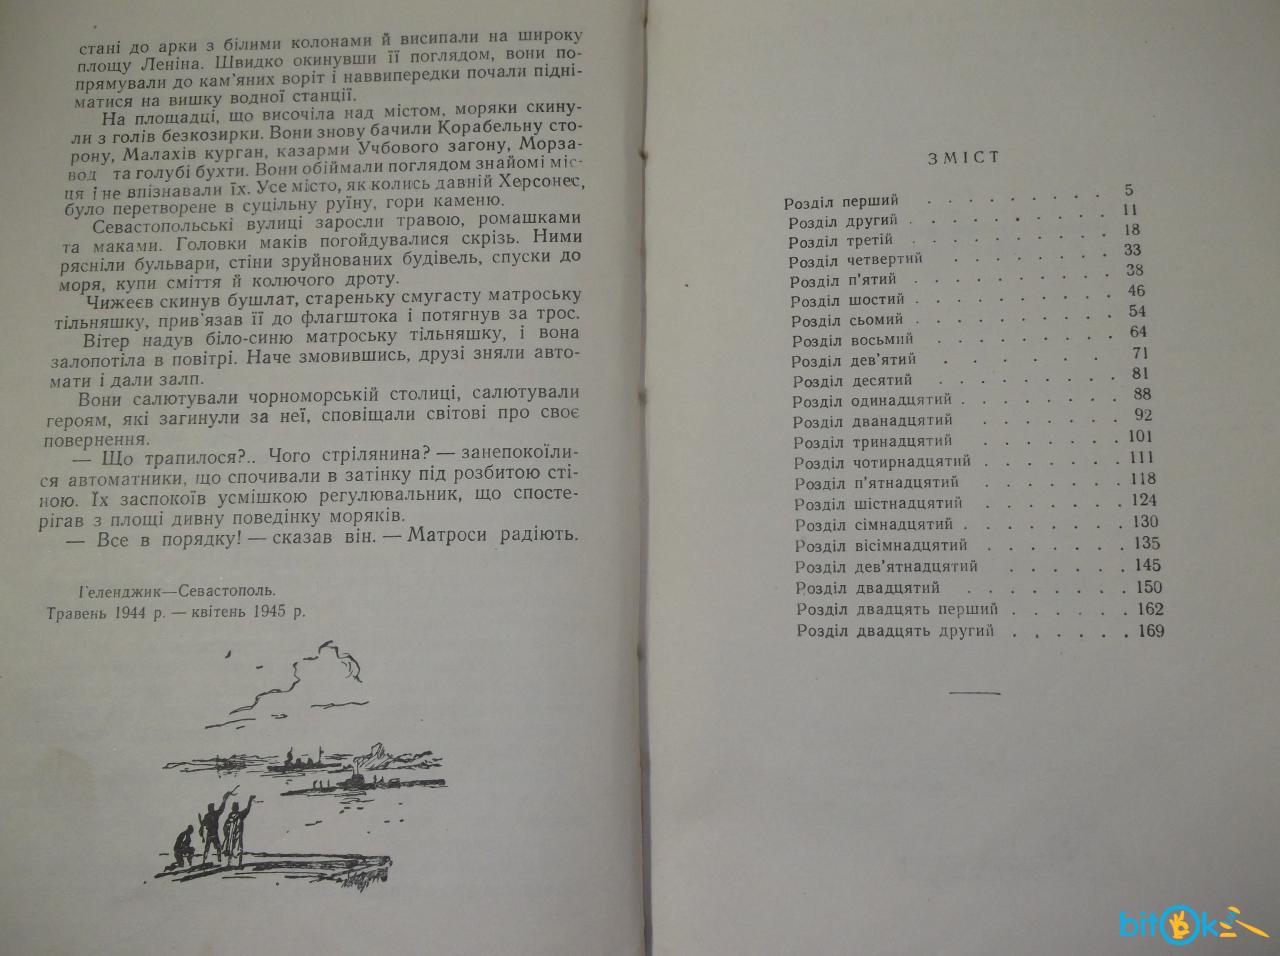 стані до арки з білими колонами й висипали на широку
площу Леніна. Швидко окинувши її поглядом, вони по-
прямували до кам'яних воріт і наввипередки почали підні-
матися на вишку водної станції.
На площадці, що височіла над містом, моряки скину-
ли з голів безкозирки. Вони знову бачили Корабельну сто-
рону, Малахів курган, казарми Учбового загону, Морза-
вод та голубі бухти. Вони обіймали поглядом знайомі міс-
ця і не впізнавали їх. Усе місто, як колись давній Херсонес,
було перетворене в суцільну руїну, гори каменю.
Севастопольські вулиці заросли травою, ромашками
та маками. Головки маків погойдувалися скрізь. Ними
рясніли бульвари, стіни зруйнованих будівель, спуски до
моря, купи сміття й колючого дроту.
Чижеєв скинув бушлат, стареньку смугасту матроську
тільняшку, прив'язав її до флагштока і потягнув за трос.
Вітер надув біло-синю матроську тільняшку, і вона
залопотіла в повітрі. Наче змовившись, друзі зняли авто-
мати і дали залп.
Вони салютували чорноморській столиці, салютували
героям, які загинули за неї, сповіщали світові про своє
повернення.
— Що трапилося?.. Чого стрілянина? — занепокоїли-
ся автоматники, що спочивали в затінку під розбитою сті-
ною. Їх заспокоїв усмішкою регулювальник, що спосте-
рігав з площі дивну поведінку моряків.
— Все в порядку! — сказав він. — Матроси радіють.
Геленджик—Севастополь.
Травень 1944 р. — квітень 1945 р.
ЗМІСТ
Розділ перший . . . . . . . . . 5
Розділ другий . . . . . . . . . 11
Розділ третій . . . . . . . . . 18
Розділ четвертий . . . . . . . 33
Розділ п'ятий . . . . . . . . . 38
Розділ шостий . . . . . . . . . 46
Розділ сьомий . . . . . . . . . 54
Розділ восьмий . . . . . . . . 64
Розділ дев'ятий . . . . . . 71
Розділ десятий . . . . . . . . 81
Розділ одинадцятий . . . . . . . . 88
Розділ дванадцятий . . . . . . . 92
Розділ тринадцятий . . . . . . . 101
Розділ чотирнадцятий . . . . . . . 111
Розділ п'ятнадцятий . . . . . . . 118
Розділ шістнадцятий . . . . . . . 124
Розділ сімнадцятий . . . . . . . . 130
Розділ вісімнадцятий . . . . . . . 135
Розділ дев'ятнадцятий . . . . . . 145
Розділ двадцятий . . . . . . . 150
Розділ двадцять перший . . . . . . 162
Розділ двадцять другий . . . . . . 169
bitOk